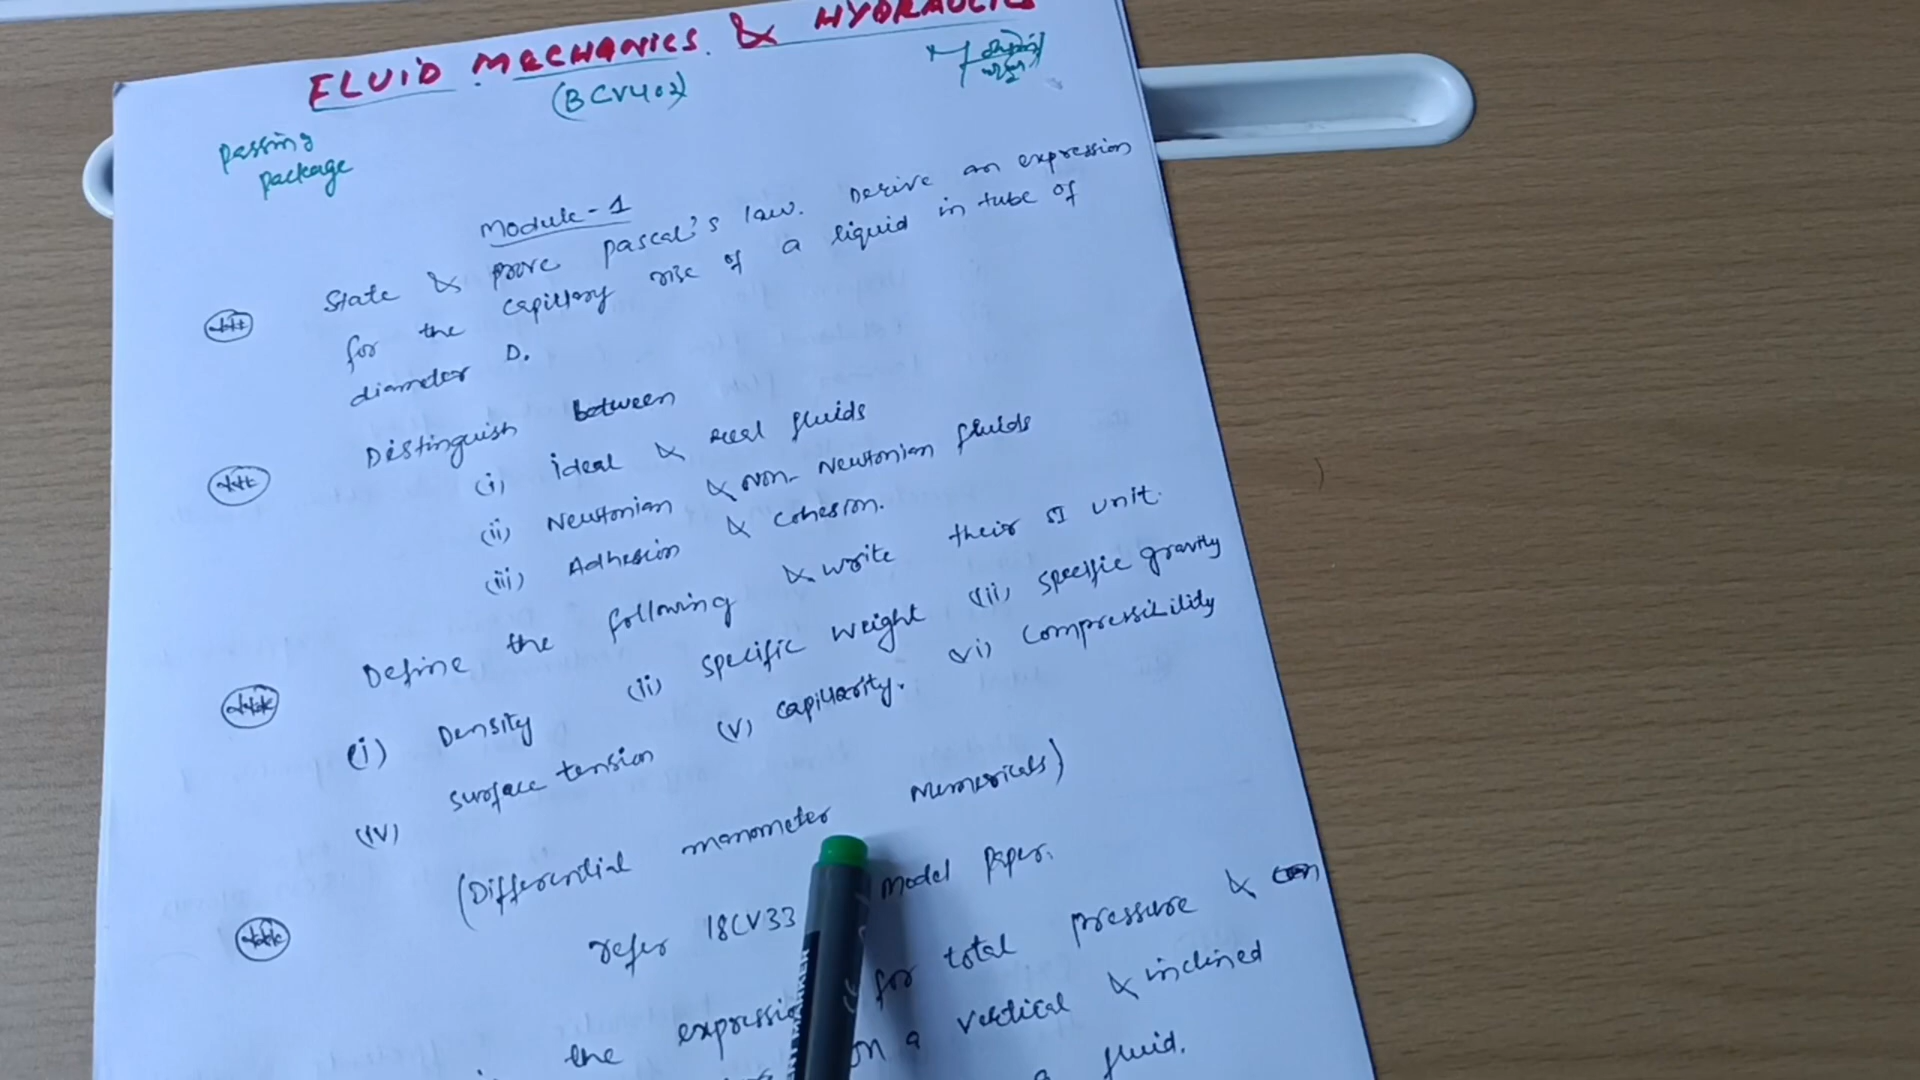 FLUID MECHANICS. & HYDRAULICS
(BCV402)
passing
package
Module-1
State & prove pascal's law. Derive an expression
for the capillary rise of a liquid in tube of
diameter D.
Distinguish between
(i) ideal & real fluids
(ii) Newtonian & Non-Newtonian fluids
(iii) Adhesion & Cohesion.
Define the following & write their SI unit.
(i) Density (ii) specific weight (iii) specific gravity
(iv) surface tension (v) capillarity. (vi) compressibility
(Differential manometer Numericals)
refer 18CV33 Model Paper.
the expression for total pressure &
on a vertical & inclined
a fluid.